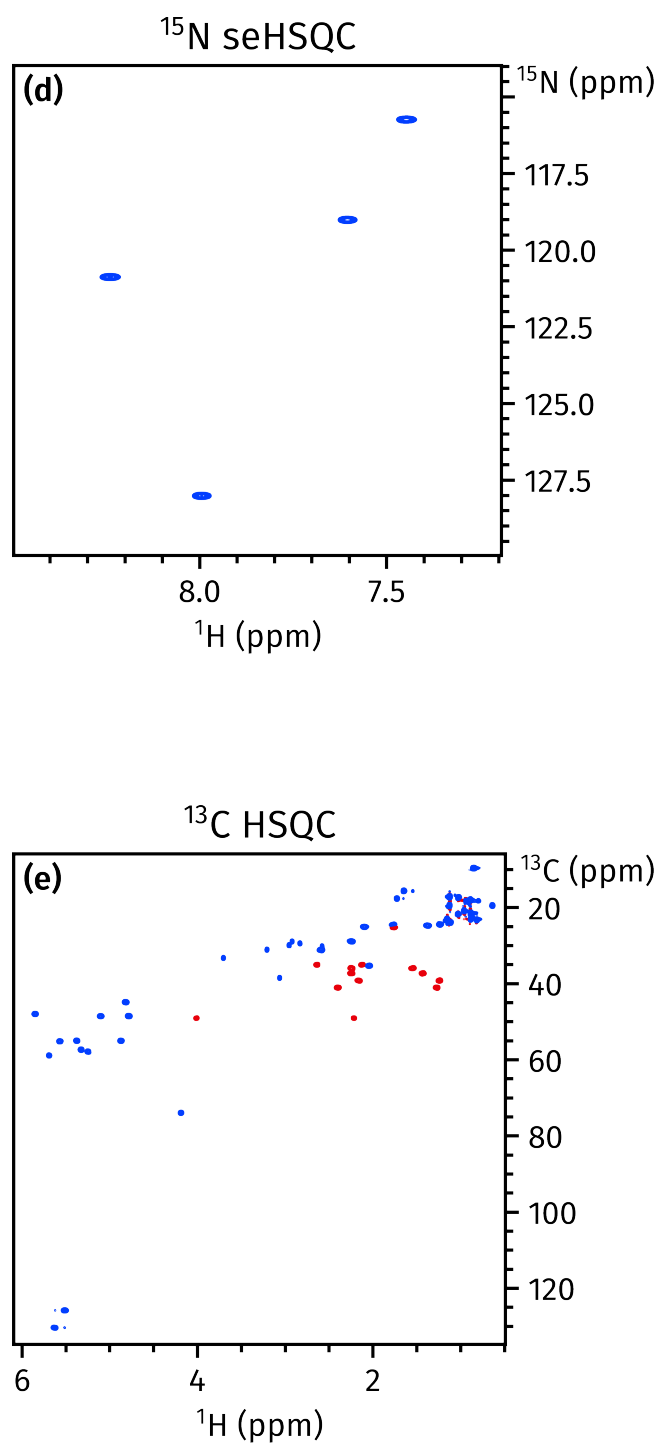 ¹⁵N seHSQC
(d)
¹⁵N (ppm)
117.5
120.0
122.5
125.0
127.5
8.0 7.5
¹H (ppm)
¹³C HSQC
(e)
¹³C (ppm)
20
40
60
80
100
120
6 4 2
¹H (ppm)